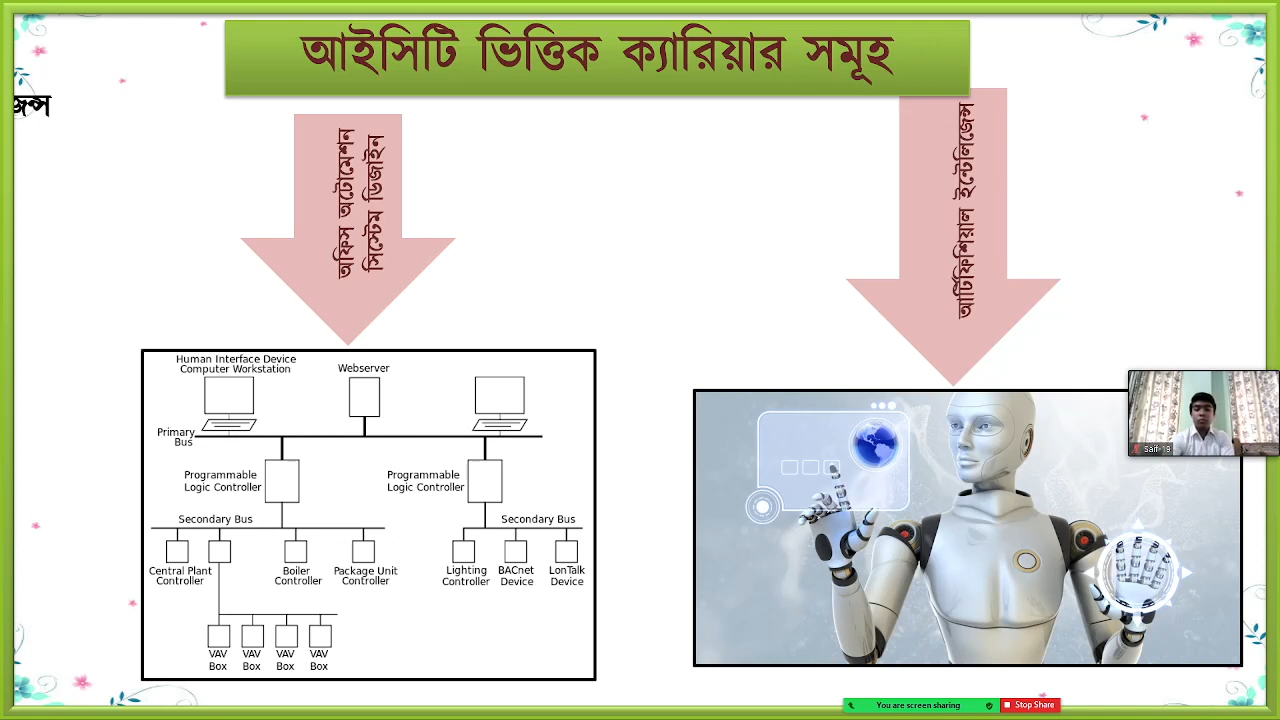 আইসিটি ভিত্তিক ক্যারিয়ার সমূহ
জেন্স
অফিস অটোমেশন
সিস্টেম ডিজাইন
আর্টিফিশিয়াল ইন্টেলিজেন্স
Human Interface Device
Computer Workstation
Webserver
Primary
Bus
Programmable
Logic Controller
Programmable
Logic Controller
Secondary Bus
Secondary Bus
Central Plant
Controller
Boiler
Controller
Package Unit
Controller
Lighting
Controller
BACnet
Device
LonTalk
Device
VAV
Box
VAV
Box
VAV
Box
VAV
Box
Saif-19
You are screen sharing
Stop Share